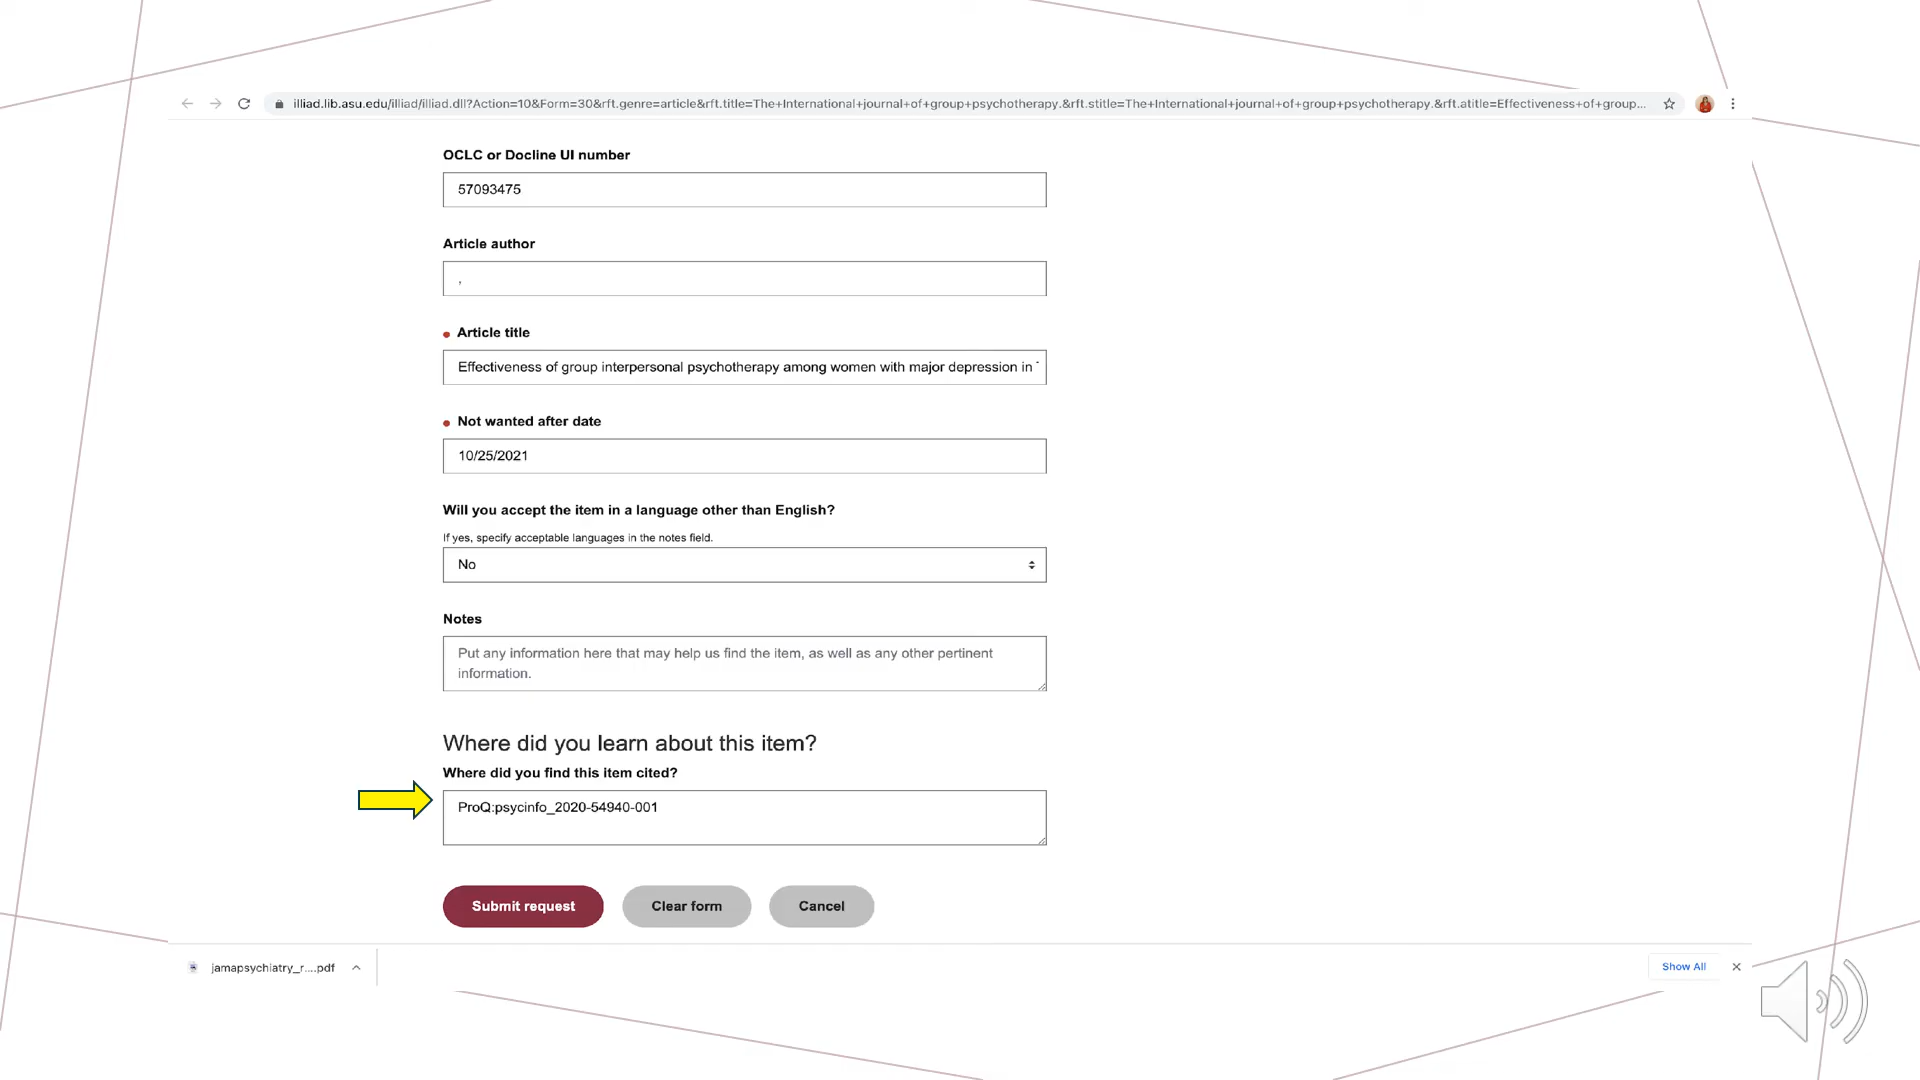 illiad.lib.asu.edu/illiad/illiad.dll?Action=10&Form=30&rft.genre=article&rft.title=The+International+journal+of+group+psychotherapy.&rft.stitle=The+International+journal+of+group+psychotherapy.&rft.atitle=Effectiveness+of+group...
OCLC or Docline UI number
57093475
Article author
,
Article title
Effectiveness of group interpersonal psychotherapy among women with major depression in
Not wanted after date
10/25/2021
Will you accept the item in a language other than English?
If yes, specify acceptable languages in the notes field.
No
Notes
Put any information here that may help us find the item, as well as any other pertinent
information.
Where did you learn about this item?
Where did you find this item cited?
ProQ:psycinfo_2020-54940-001
Submit request
Clear form
Cancel
jamapsychiatry_r....pdf
Show All